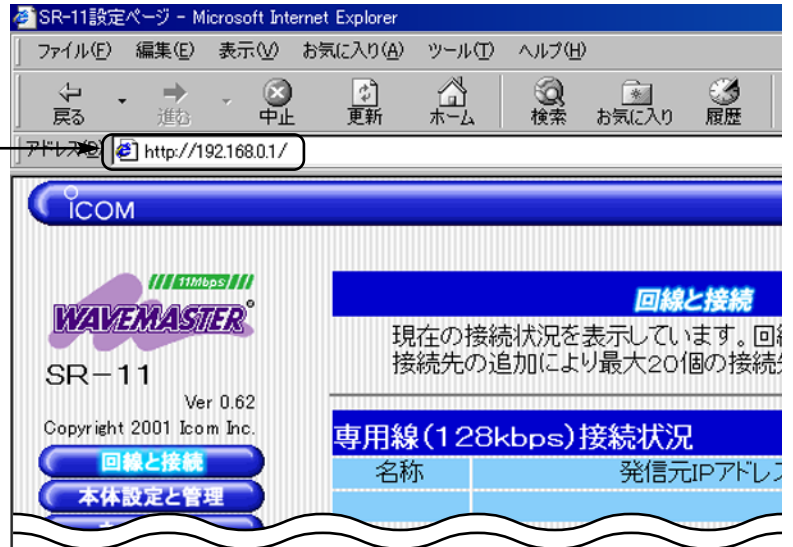 SR-11設定ページ - Microsoft Internet Explorer
ファイル(F) 編集(E) 表示(V) お気に入り(A) ツール(T) ヘルプ(H)
戻る 進む 中止 更新 ホーム 検索 お気に入り 履歴
アドレス(D) http://192.168.0.1/
ICOM
11Mbps
WAVEMASTER
SR-11
Ver 0.62
Copyright 2001 Icom Inc.
回線と接続
本体設定と管理
回線と接続
現在の接続状況を表示しています。回
接続先の追加により最大20個の接続
専用線(128kbps)接続状況
名称 発信元IPアドレ